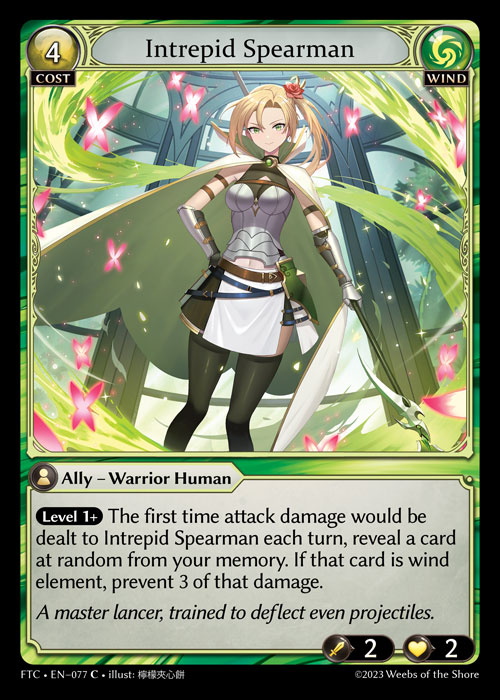 4
COST
Intrepid Spearman
WIND
Ally – Warrior Human
Level 1+ The first time attack damage would be
dealt to Intrepid Spearman each turn, reveal a card
at random from your memory. If that card is wind
element, prevent 3 of that damage.
A master lancer, trained to deflect even projectiles.
2
2
FTC • EN-077 C • illust: 檸檬夾心餅
©2023 Weebs of the Shore